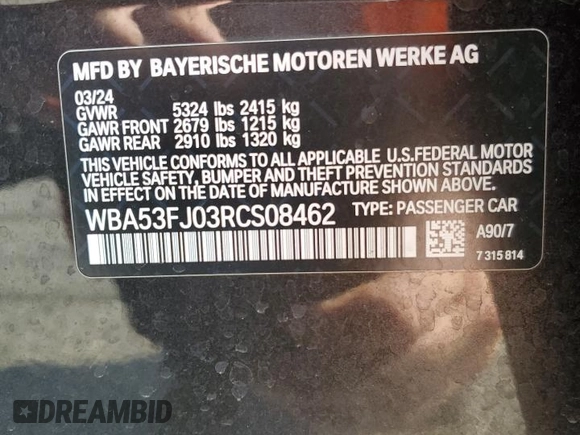 MFD BY BAYERISCHE MOTOREN WERKE AG
03/24
GVWR 5324 lbs 2415 kg
GAWR FRONT 2679 lbs 1215 kg
GAWR REAR 2910 lbs 1320 kg
THIS VEHICLE CONFORMS TO ALL APPLICABLE U.S.FEDERAL MOTOR
VEHICLE SAFETY, BUMPER AND THEFT PREVENTION STANDARDS
IN EFFECT ON THE DATE OF MANUFACTURE SHOWN ABOVE.
WBA53FJ03RCS08462 TYPE: PASSENGER CAR
A90/7
7 315 814
DREAMBID